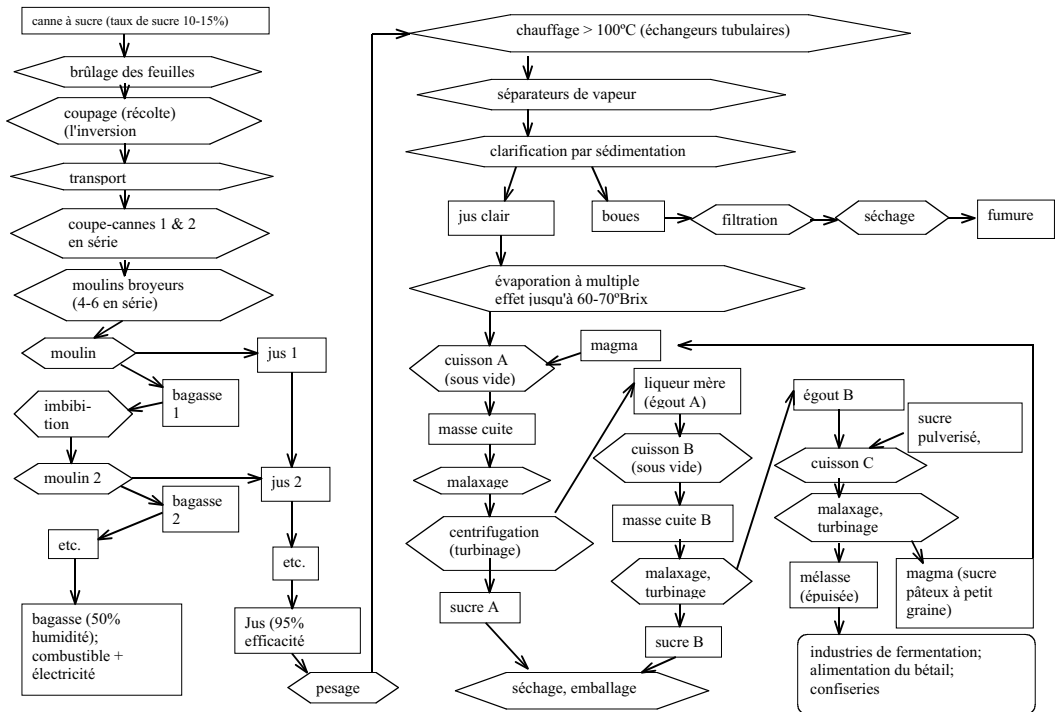 canne à sucre (taux de sucre 10-15%)
brûlage des feuilles
coupage (récolte)
(l'inversion
transport
coupe-cannes 1 & 2
en série
moulins broyeurs
(4-6 en série)
moulin
jus 1
bagasse
1
imbibi-
tion
moulin 2
jus 2
bagasse
2
etc.
etc.
bagasse (50%
humidité);
combustible +
électricité
Jus (95%
efficacité
pesage
chauffage > 100ºC (échangeurs tubulaires)
séparateurs de vapeur
clarification par sédimentation
jus clair
boues
filtration
séchage
fumure
évaporation à multiple
effet jusqu'à 60-70ºBrix
cuisson A
(sous vide)
magma
masse cuite
malaxage
centrifugation
(turbinage)
sucre A
liqueur mère
(égout A)
cuisson B
(sous vide)
masse cuite B
malaxage,
turbinage
sucre B
séchage, emballage
égout B
sucre
pulverisé,
cuisson C
malaxage,
turbinage
mélasse
(épuisée)
magma (sucre
pâteux à petit
graine)
industries de fermentation;
alimentation du bétail;
confiseries